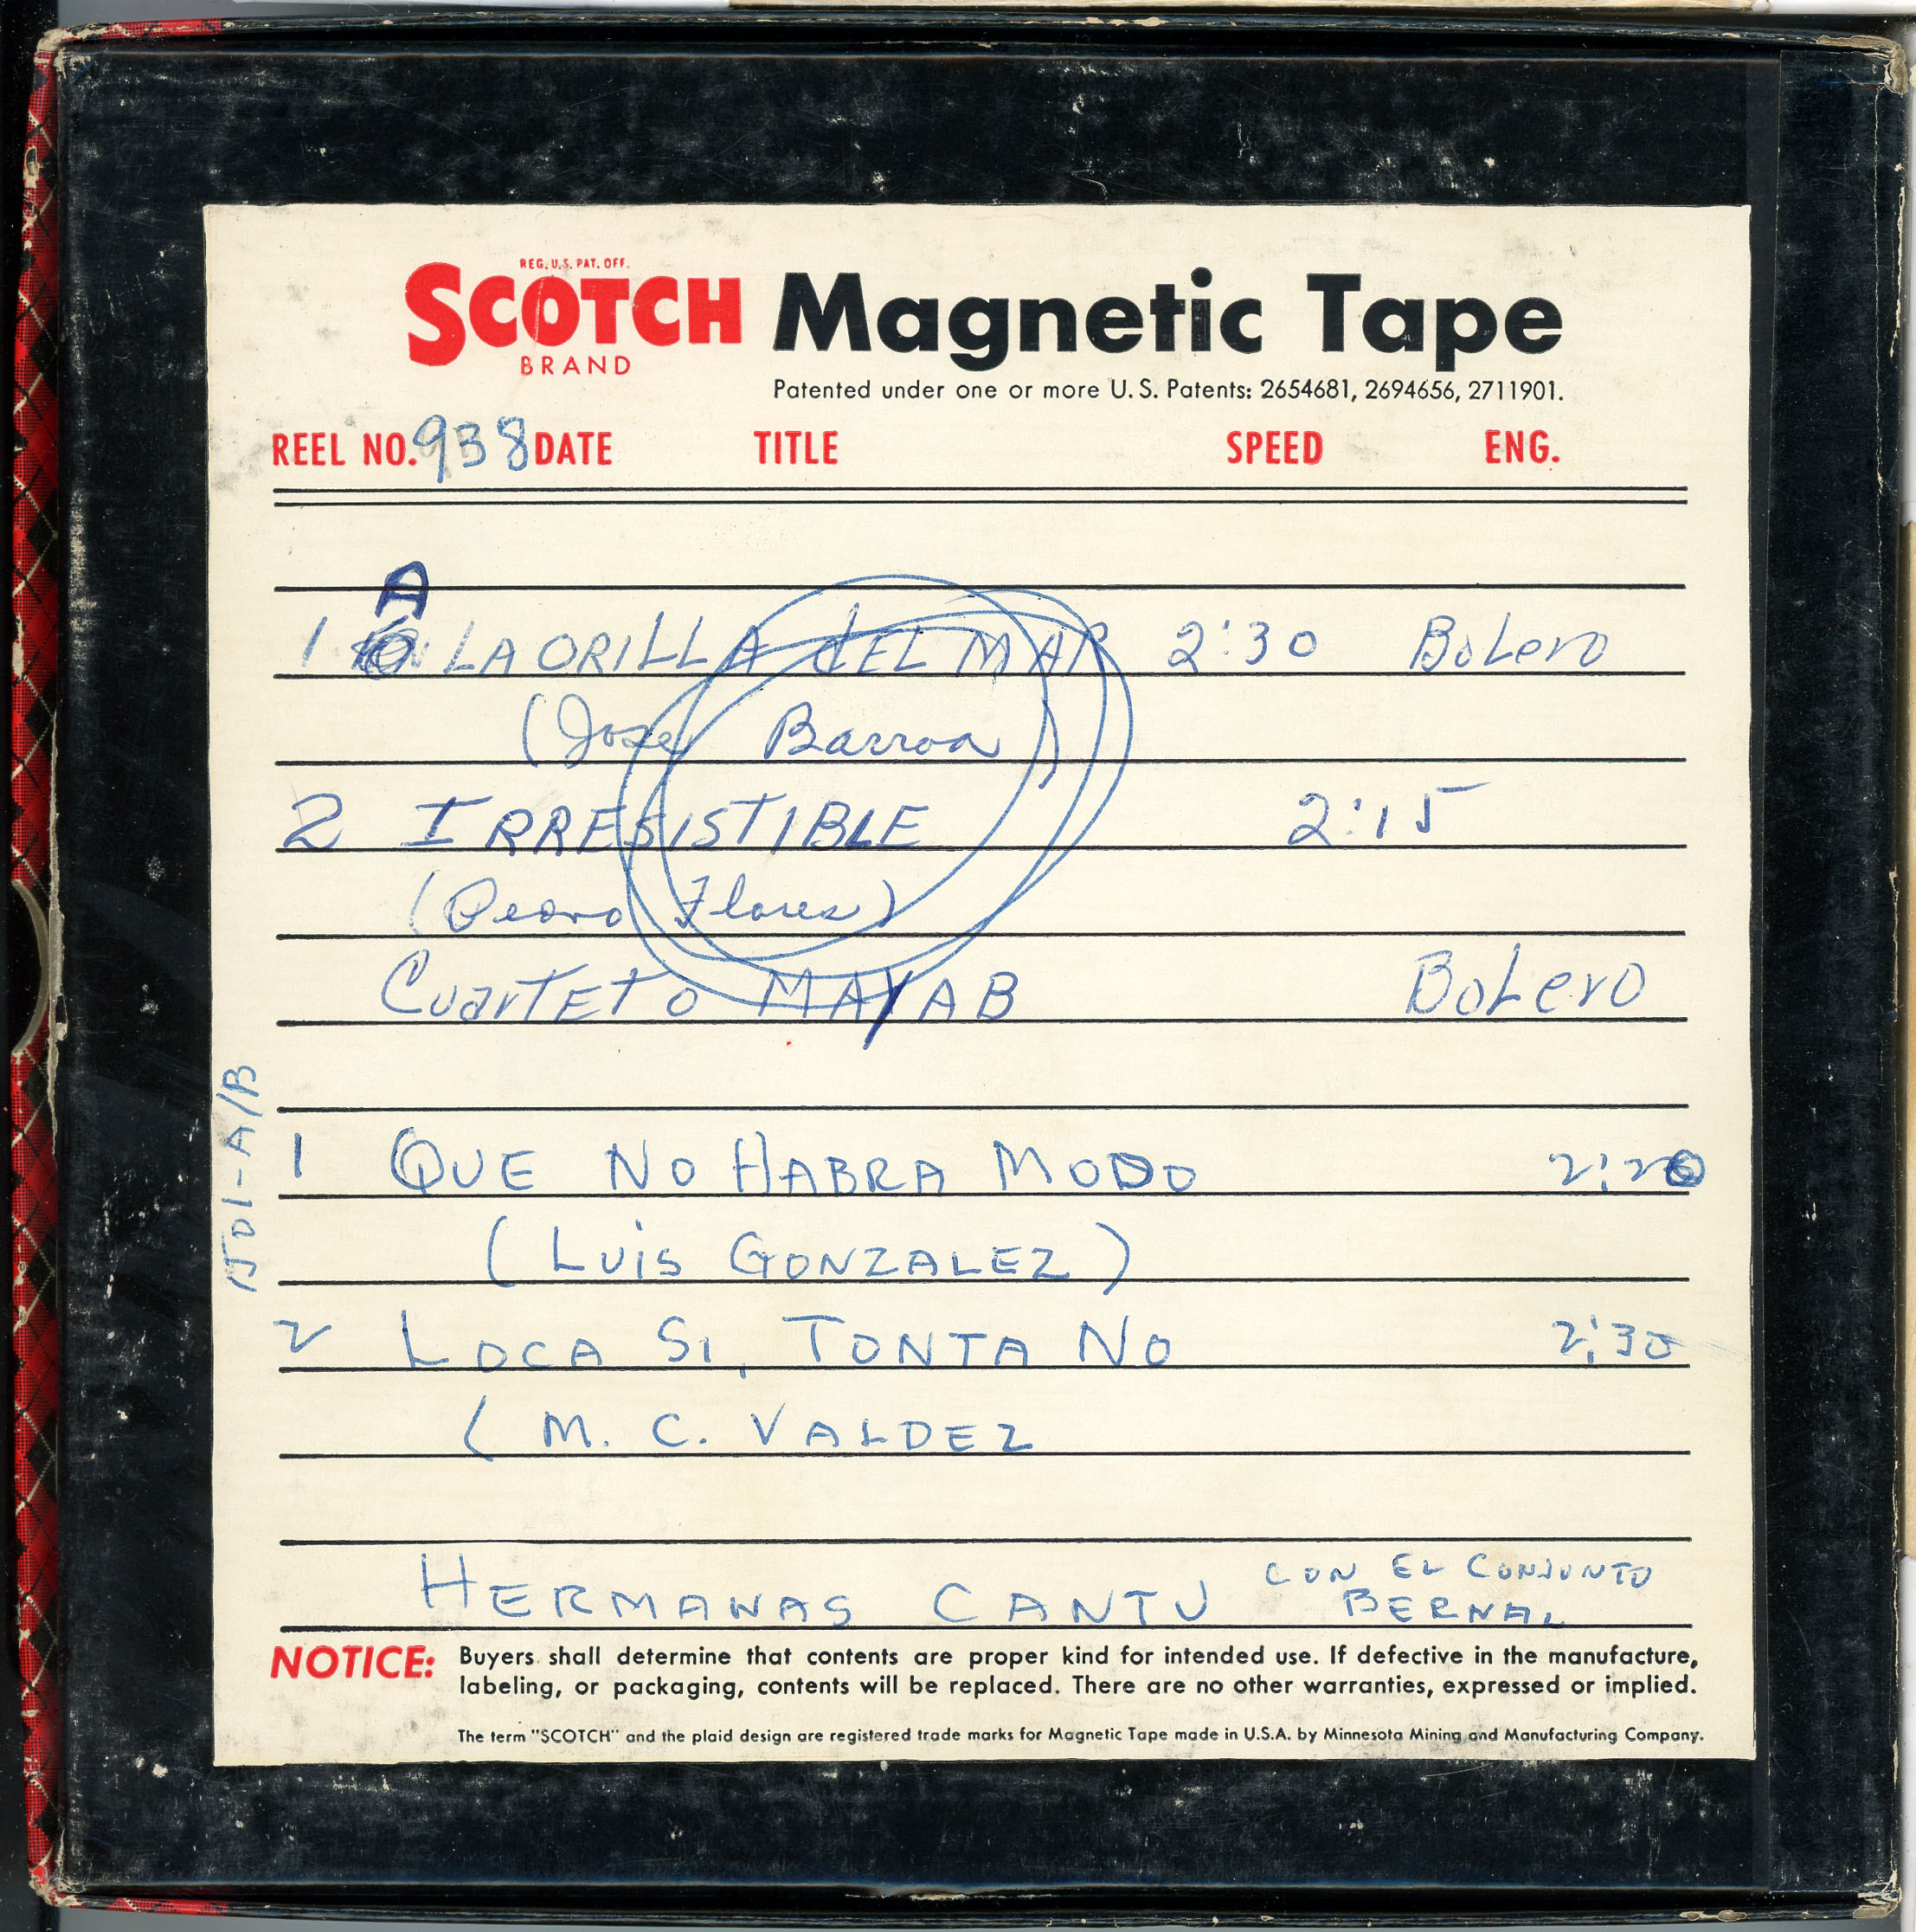 REG. U.S. PAT. OFF.
SCOTCH Magnetic Tape
BRAND
Patented under one or more U.S. Patents: 2654681, 2694656, 2711901.
REEL NO. 938 DATE TITLE SPEED ENG.
A
1 LA ORILLA dEL MAR 2:30 BoLero
(Jose Barroa)
2 IRRESISTIBLE 2:15
(Pedro Flores)
CuarTETo MAYAB BoLero
1 QUE NO HABRA MODO 2:20
(LUIS GONZALEZ)
2 LOCA SI, TONTA NO 2:30
(M. C. VALDEZ
HERMANAS CANTU CON EL CONJUNTO
BERNAL
1501-A/B
NOTICE: Buyers shall determine that contents are proper kind for intended use. If defective in the manufacture,
labeling, or packaging, contents will be replaced. There are no other warranties, expressed or implied.
The term "SCOTCH" and the plaid design are registered trade marks for Magnetic Tape made in U.S.A. by Minnesota Mining and Manufacturing Company.